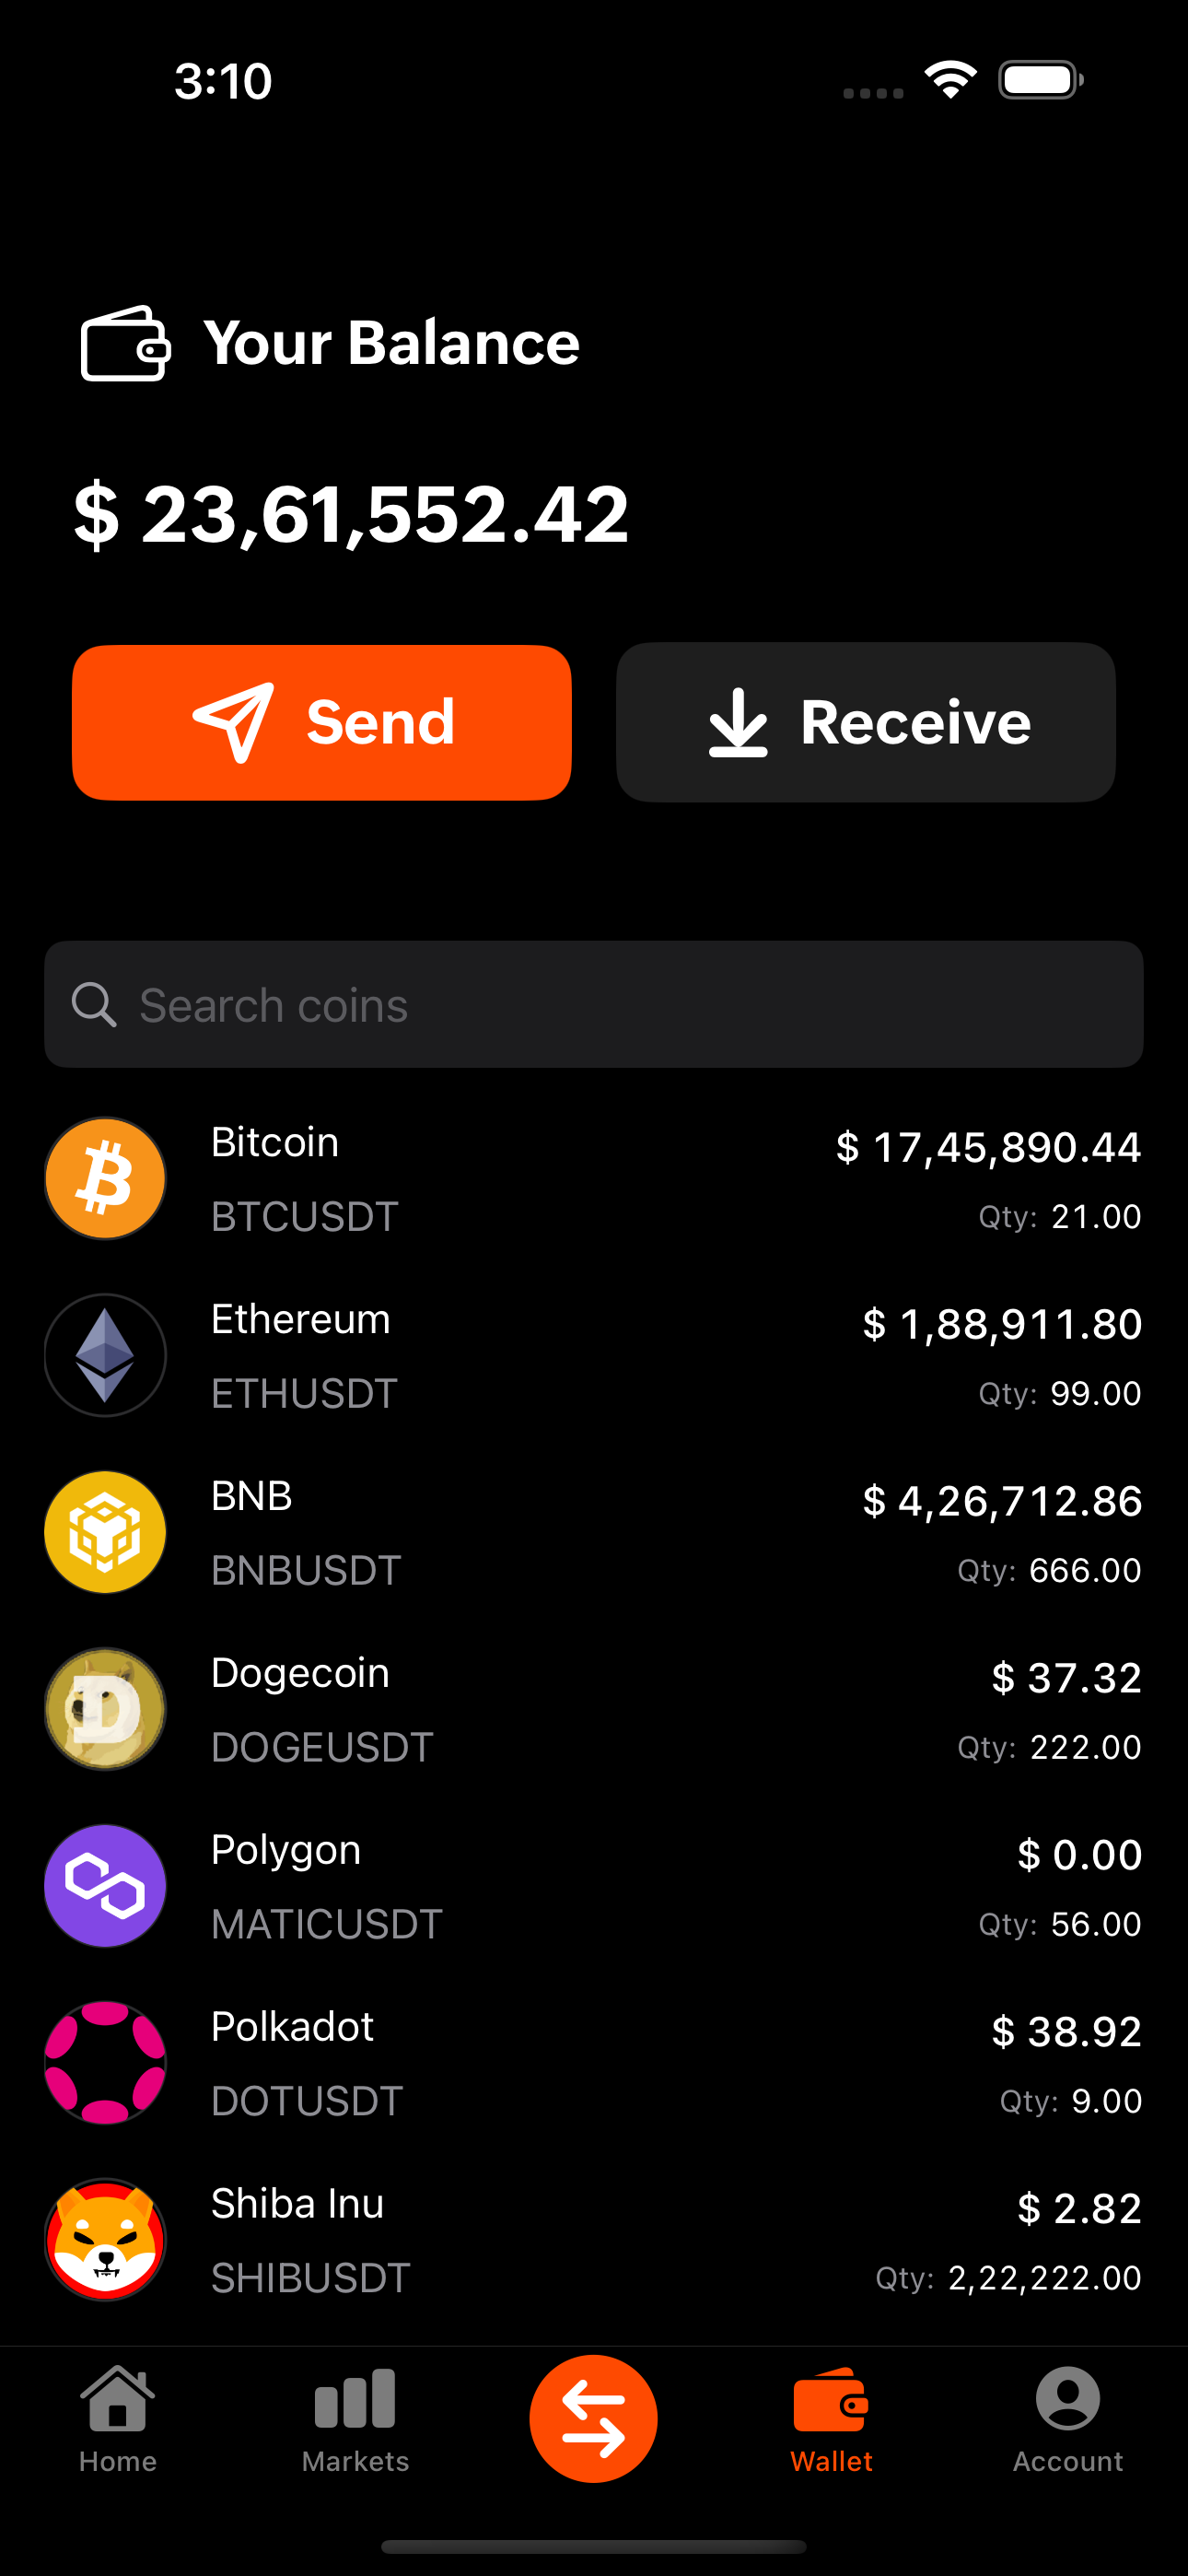 3:10
Your Balance
$ 23,61,552.42
Send
Receive
Search coins
Bitcoin
$ 17,45,890.44
BTCUSDT
Qty: 21.00
Ethereum
$ 1,88,911.80
ETHUSDT
Qty: 99.00
BNB
$ 4,26,712.86
BNBUSDT
Qty: 666.00
Dogecoin
$ 37.32
DOGEUSDT
Qty: 222.00
Polygon
$ 0.00
MATICUSDT
Qty: 56.00
Polkadot
$ 38.92
DOTUSDT
Qty: 9.00
Shiba Inu
$ 2.82
SHIBUSDT
Qty: 2,22,222.00
Home
Markets
Wallet
Account